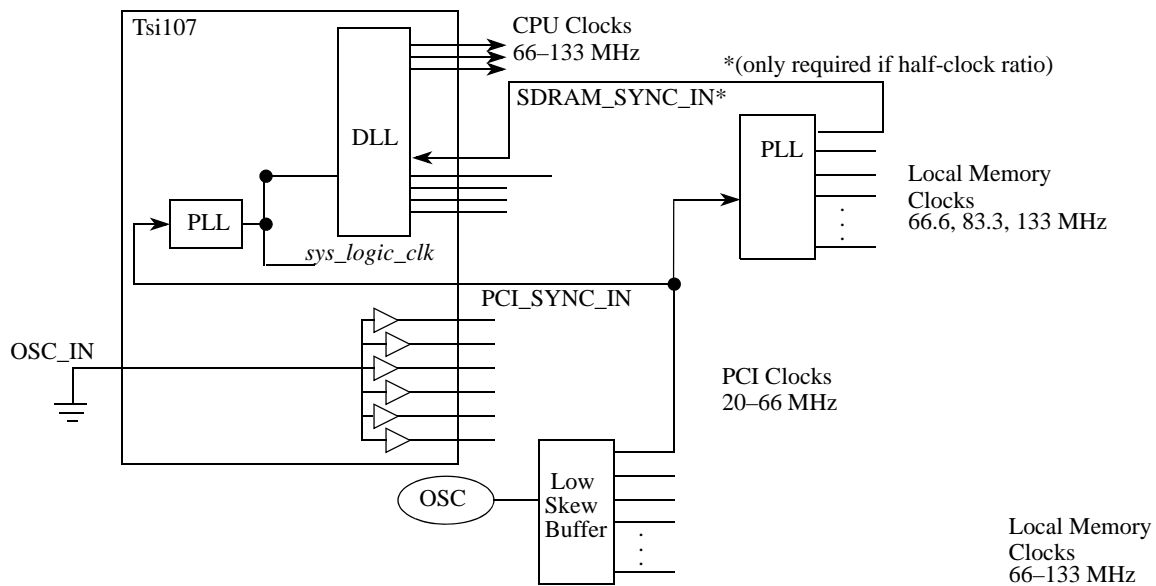 Tsi107
CPU Clocks
66–133 MHz
*(only required if half-clock ratio)
SDRAM_SYNC_IN*
DLL
PLL
Local Memory
Clocks
66.6, 83.3, 133 MHz
PLL
sys_logic_clk
PCI_SYNC_IN
OSC_IN
PCI Clocks
20–66 MHz
OSC
Low
Skew
Buffer
Local Memory
Clocks
66–133 MHz